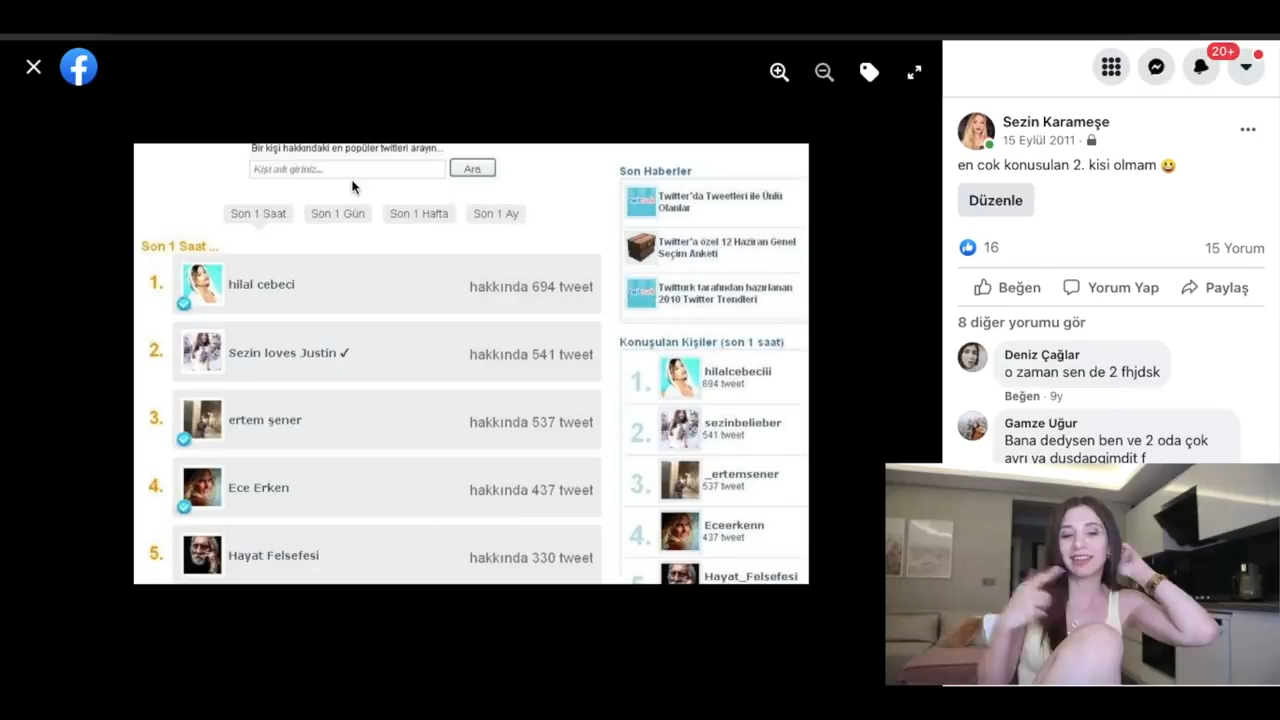 Bir kişi hakkındaki en popüler twitleri arayın...
Kişi adı giriniz...
Ara
Son 1 Saat
Son 1 Gün
Son 1 Hafta
Son 1 Ay
Son 1 Saat ...
1.
hilal cebeci
hakkında 694 tweet
2.
Sezin loves Justin ✓
hakkında 541 tweet
3.
ertem şener
hakkında 537 tweet
4.
Ece Erken
hakkında 437 tweet
5.
Hayat Felsefesi
hakkında 330 tweet
Son Haberler
Twitter'da Tweetleri ile Ünlü
Olanlar
Twitter'a özel 12 Haziran Genel
Seçim Anketi
Twitturk tarafından hazırlanan
2010 Twitter Trendleri
Konuşulan Kişiler (son 1 saat)
1.
hilalcebeciii
694 tweet
2.
sezinbelieber
541 tweet
3.
_ertemsener
537 tweet
4.
Eceerkenn
437 tweet
Hayat_Felsefesi
20+
Sezin Karameşe
15 Eylül 2011 ·
en cok konusulan 2. kisi olmam 😀
Düzenle
16
15 Yorum
Beğen
Yorum Yap
Paylaş
8 diğer yorumu gör
Deniz Çağlar
o zaman sen de 2 fhjdsk
Beğen · 9y
Gamze Uğur
Bana dedysen ben ve 2 oda çok
ayrı ya duşdapgimdit f